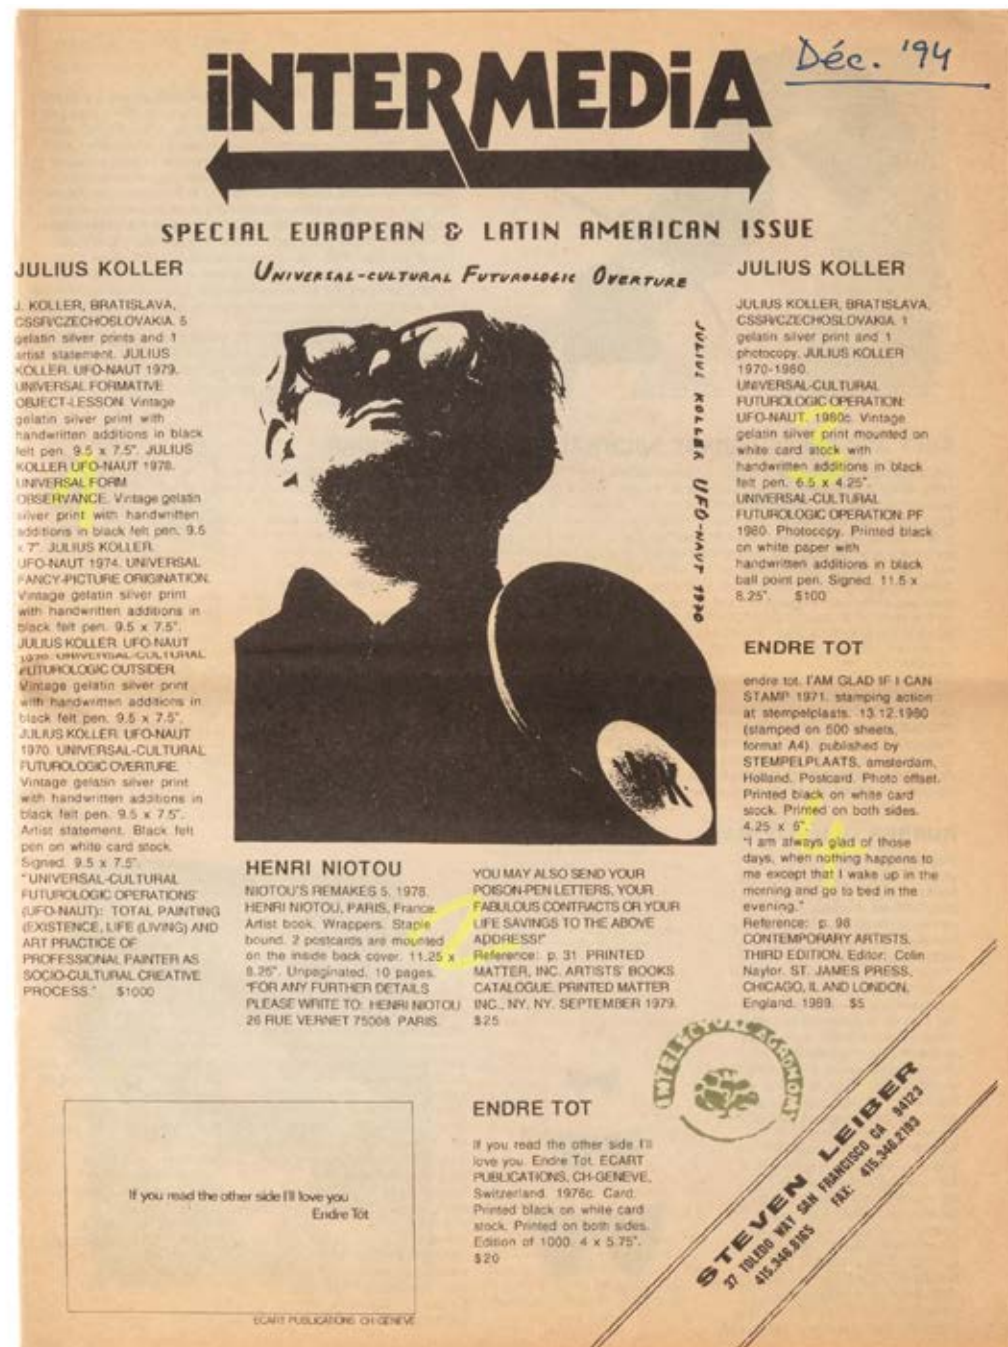 Déc. '94
iNTERMEDiA
SPECIAL EUROPEAN & LATIN AMERICAN ISSUE
JULIUS KOLLER
J. KOLLER, BRATISLAVA,
CSSR/CZECHOSLOVAKIA. 5
gelatin silver prints and 1
artist statement. JULIUS
KOLLER. UFO-NAUT 1979.
UNIVERSAL FORMATIVE
OBJECT-LESSON. Vintage
gelatin silver print with
handwritten additions in black
felt pen. 9.5 x 7.5". JULIUS
KOLLER UFO-NAUT 1978.
UNIVERSAL FORM
OBSERVANCE. Vintage gelatin
silver print with handwritten
additions in black felt pen. 9.5
x 7". JULIUS KOLLER.
UFO-NAUT 1974. UNIVERSAL
FANCY-PICTURE ORIGINATION.
Vintage gelatin silver print
with handwritten additions in
black felt pen. 9.5 x 7.5".
JULIUS KOLLER. UFO-NAUT
1970. UNIVERSAL-CULTURAL
FUTUROLOGIC OUTSIDER.
Vintage gelatin silver print
with handwritten additions in
black felt pen. 9.5 x 7.5".
JULIUS KOLLER. UFO-NAUT
1970. UNIVERSAL-CULTURAL
FUTUROLOGIC OVERTURE.
Vintage gelatin silver print
with handwritten additions in
black felt pen. 9.5 x 7.5".
Artist statement. Black felt
pen on white card stock.
Signed. 9.5 x 7.5".
"UNIVERSAL-CULTURAL
FUTUROLOGIC OPERATIONS'
(UFO-NAUT): TOTAL PAINTING
(EXISTENCE, LIFE (LIVING) AND
ART PRACTICE OF
PROFESSIONAL PAINTER AS
SOCIO-CULTURAL CREATIVE
PROCESS." $1000
1
UNIVERSAL-CULTURAL FUTUROLOGIC OVERTURE
JULIUS KOLLER UFO-NAUT 1970
HENRI NIOTOU
NIOTOU'S REMAKES 5. 1978.
HENRI NIOTOU, PARIS, France.
Artist book. Wrappers. Staple
bound. 2 postcards are mounted
on the inside back cover. 11.25 x
8.25". Unpaginated. 10 pages.
"FOR ANY FURTHER DETAILS
PLEASE WRITE TO: HENRI NIOTOU
26 RUE VERNET 75008 PARIS.
YOU MAY ALSO SEND YOUR
POISON-PEN LETTERS, YOUR
FABULOUS CONTRACTS OR YOUR
LIFE SAVINGS TO THE ABOVE
ADDRESS!"
Reference: p. 31 PRINTED
MATTER, INC. ARTISTS' BOOKS
CATALOGUE. PRINTED MATTER
INC., NY, NY. SEPTEMBER 1979.
$25
2
JULIUS KOLLER
JULIUS KOLLER, BRATISLAVA,
CSSR/CZECHOSLOVAKIA. 1
gelatin silver print and 1
photocopy. JULIUS KOLLER
1970-1980.
UNIVERSAL-CULTURAL
FUTUROLOGIC OPERATION:
UFO-NAUT. 1980c. Vintage
gelatin silver print mounted on
white card stock with
handwritten additions in black
felt pen. 6.5 x 4.25".
UNIVERSAL-CULTURAL
FUTUROLOGIC OPERATION: PF
1980. Photocopy. Printed black
on white paper with
handwritten additions in black
ball point pen. Signed. 11.5 x
8.25". $100
3
ENDRE TOT
endre tot. I'AM GLAD IF I CAN
STAMP 1971. stamping action
at stempelplaats. 13.12.1980
(stamped on 500 sheets,
format A4). published by
STEMPELPLAATS, amsterdam,
Holland. Postcard. Photo offset.
Printed black on white card
stock. Printed on both sides.
4.25 x 6".
"I am always glad of those
days, when nothing happens to
me except that I wake up in the
morning and go to bed in the
evening."
Reference: p. 98
CONTEMPORARY ARTISTS.
THIRD EDITION. Editor: Colin
Naylor. ST. JAMES PRESS,
CHICAGO, IL AND LONDON,
England. 1989. $5
4
INTELECTUAL AGRONOMY
If you read the other side I'll love you
Endre Tót
ECART PUBLICATIONS CH-GENEVE
ENDRE TOT
If you read the other side I'll
love you. Endre Tot. ECART
PUBLICATIONS, CH-GENEVE,
Switzerland. 1976c. Card.
Printed black on white card
stock. Printed on both sides.
Edition of 1000. 4 x 5.75".
$20
STEVEN LEIBER
37 TOLEDO WAY SAN FRANCISCO CA 94123
415.346.8165 FAX: 415.346.2193